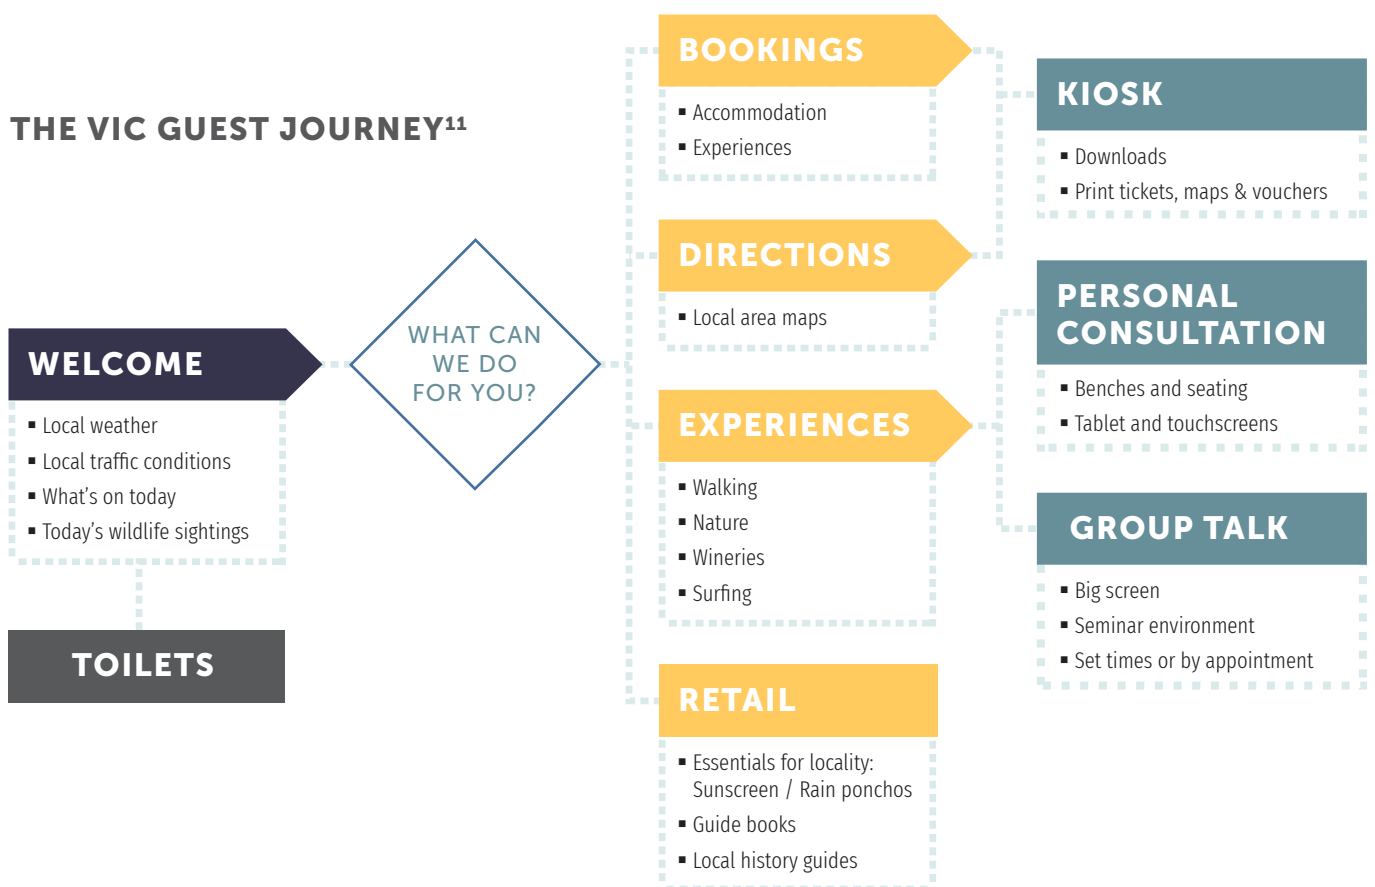 THE VIC GUEST JOURNEY¹¹
WELCOME
▪ Local weather
▪ Local traffic conditions
▪ What’s on today
▪ Today’s wildlife sightings
TOILETS
WHAT CAN
WE DO
FOR YOU?
BOOKINGS
▪ Accommodation
▪ Experiences
DIRECTIONS
▪ Local area maps
EXPERIENCES
▪ Walking
▪ Nature
▪ Wineries
▪ Surfing
RETAIL
▪ Essentials for locality:
Sunscreen / Rain ponchos
▪ Guide books
▪ Local history guides
KIOSK
▪ Downloads
▪ Print tickets, maps & vouchers
PERSONAL
CONSULTATION
▪ Benches and seating
▪ Tablet and touchscreens
GROUP TALK
▪ Big screen
▪ Seminar environment
▪ Set times or by appointment